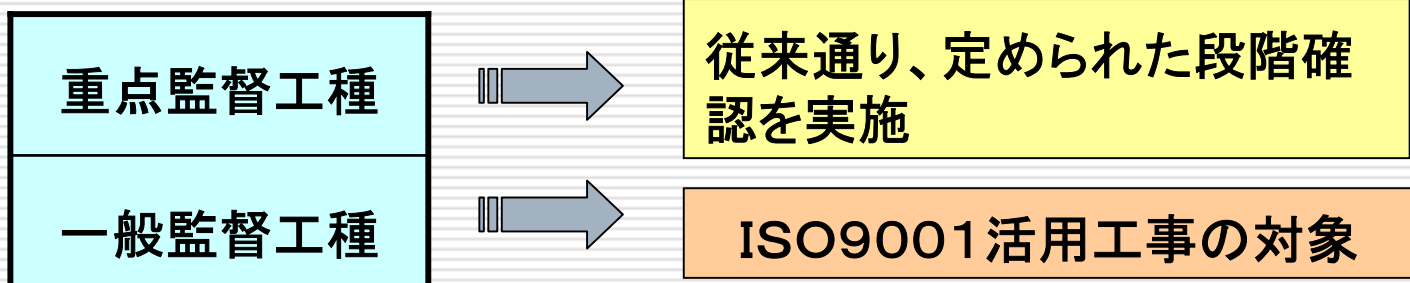 重点監督工種
従来通り、定められた段階確
認を実施
一般監督工種
ISO9001活用工事の対象